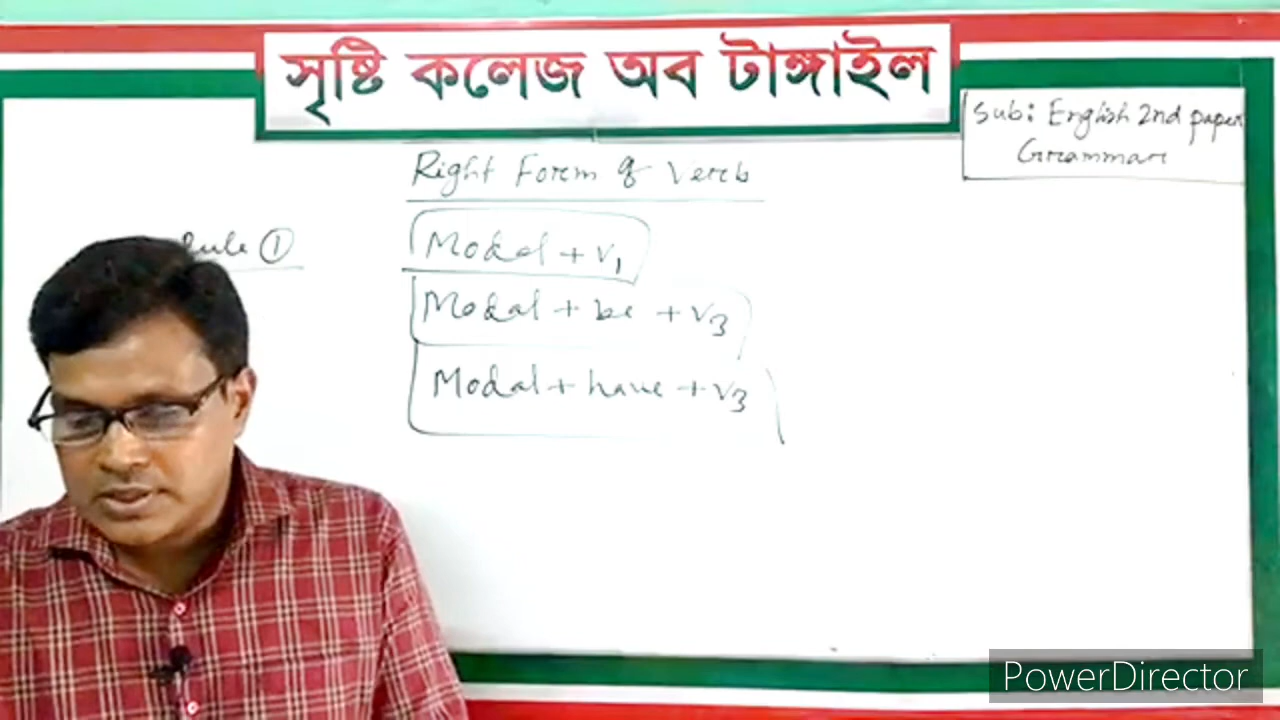 সৃষ্টি কলেজ অব টাঙ্গাইল
Sub: English 2nd paper
Grammar
Right Form of Verb
Rule ①
Modal + V₁
Modal + be + V₃
Modal + have + V₃
PowerDirector